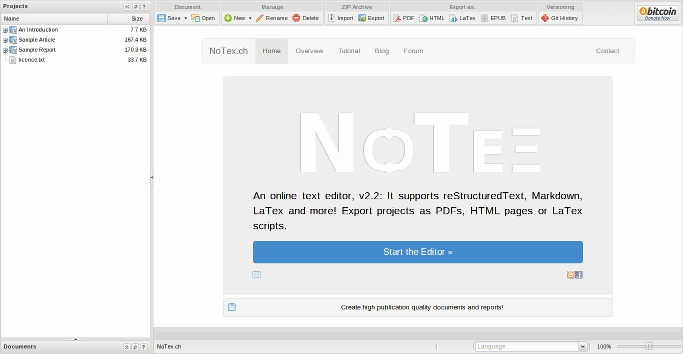 Projects
Document
Manage
ZIP Archive
Export as...
Versioning
Save
Open
New
Rename
Delete
Import
Export
PDF
HTML
LaTex
EPUB
Text
Git History
bitcoin
Donate Now
Name
Size
An Introduction
7.7 KB
Sample Article
167.4 KB
Sample Report
170.3 KB
licence.txt
33.7 KB
NoTex.ch
Home
Overview
Tutorial
Blog
Forum
Contact
NoTeE
An online text editor, v2.2: It supports reStructuredText, Markdown,
LaTex and more! Export projects as PDFs, HTML pages or LaTex
scripts.
Start the Editor »
Create high publication quality documents and reports!
Documents
NoTex.ch
Language...
100%